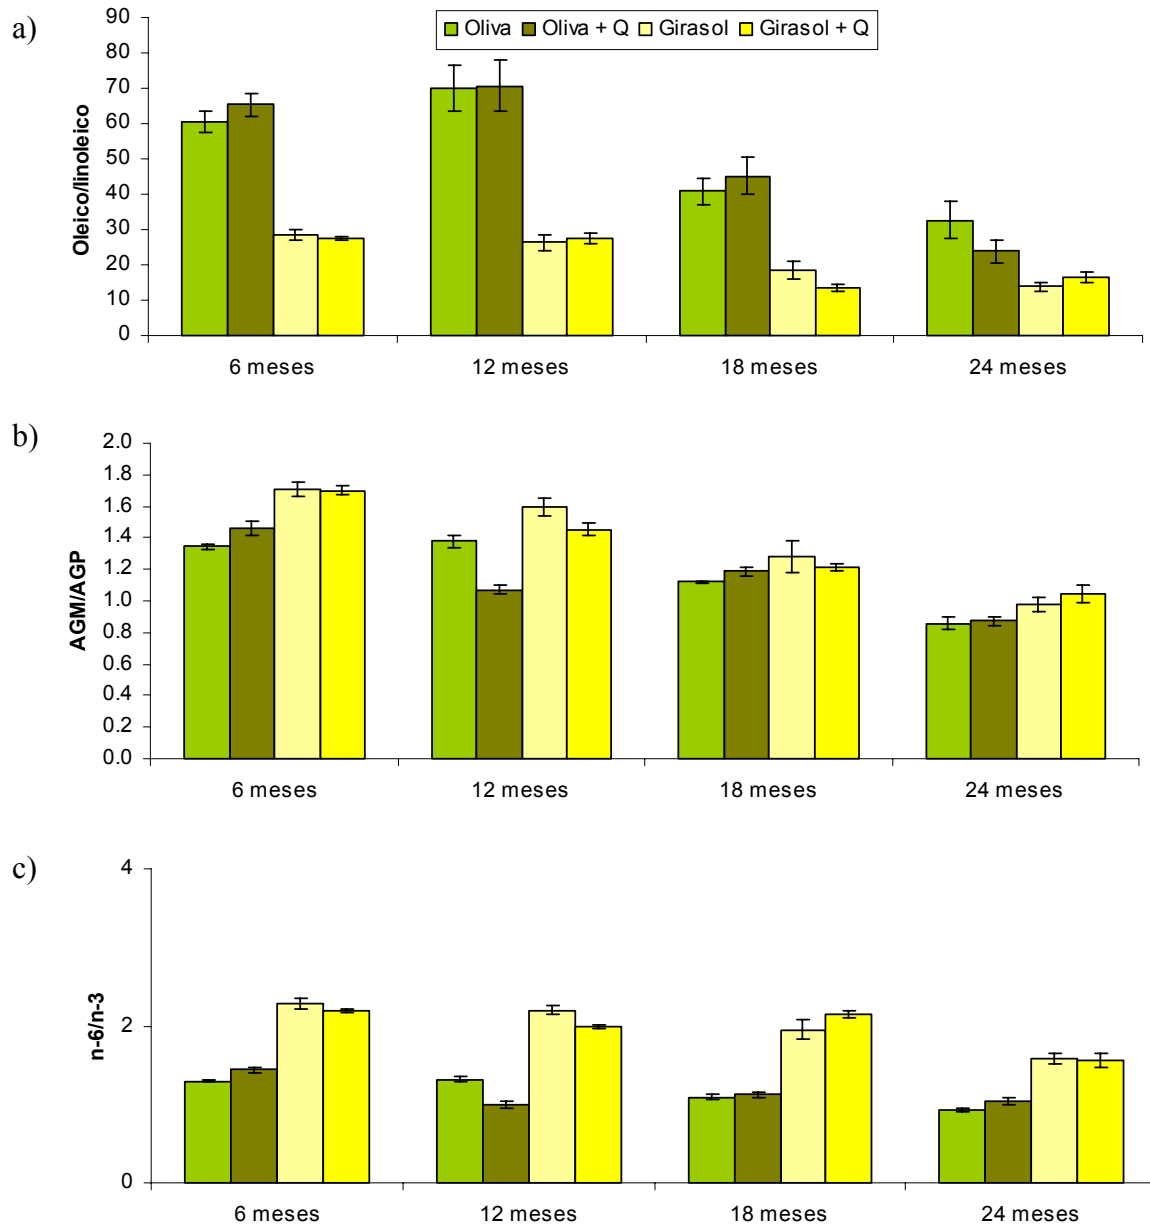 a)
Oliva Oliva + Q Girasol Girasol + Q
Oleico/linoleico
90
80
70
60
50
40
30
20
10
0
6 meses 12 meses 18 meses 24 meses
b)
AGM/AGP
2.0
1.8
1.6
1.4
1.2
1.0
0.8
0.6
0.4
0.2
0.0
6 meses 12 meses 18 meses 24 meses
c)
n-6/n-3
4
2
0
6 meses 12 meses 18 meses 24 meses